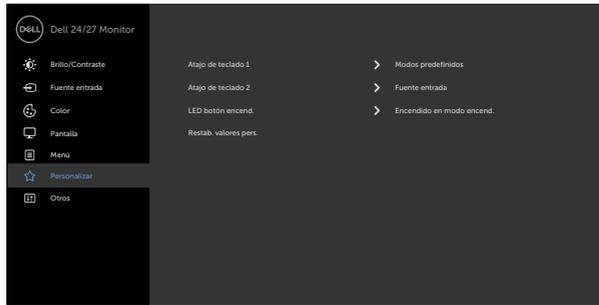 DELL
Dell 24/27 Monitor
Brillo/Contraste
Fuente entrada
Color
Pantalla
Menú
Personalizar
Otros
Atajo de teclado 1
Modos predefinidos
Atajo de teclado 2
Fuente entrada
LED botón encend.
Encendido en modo encend.
Restab. valores pers.